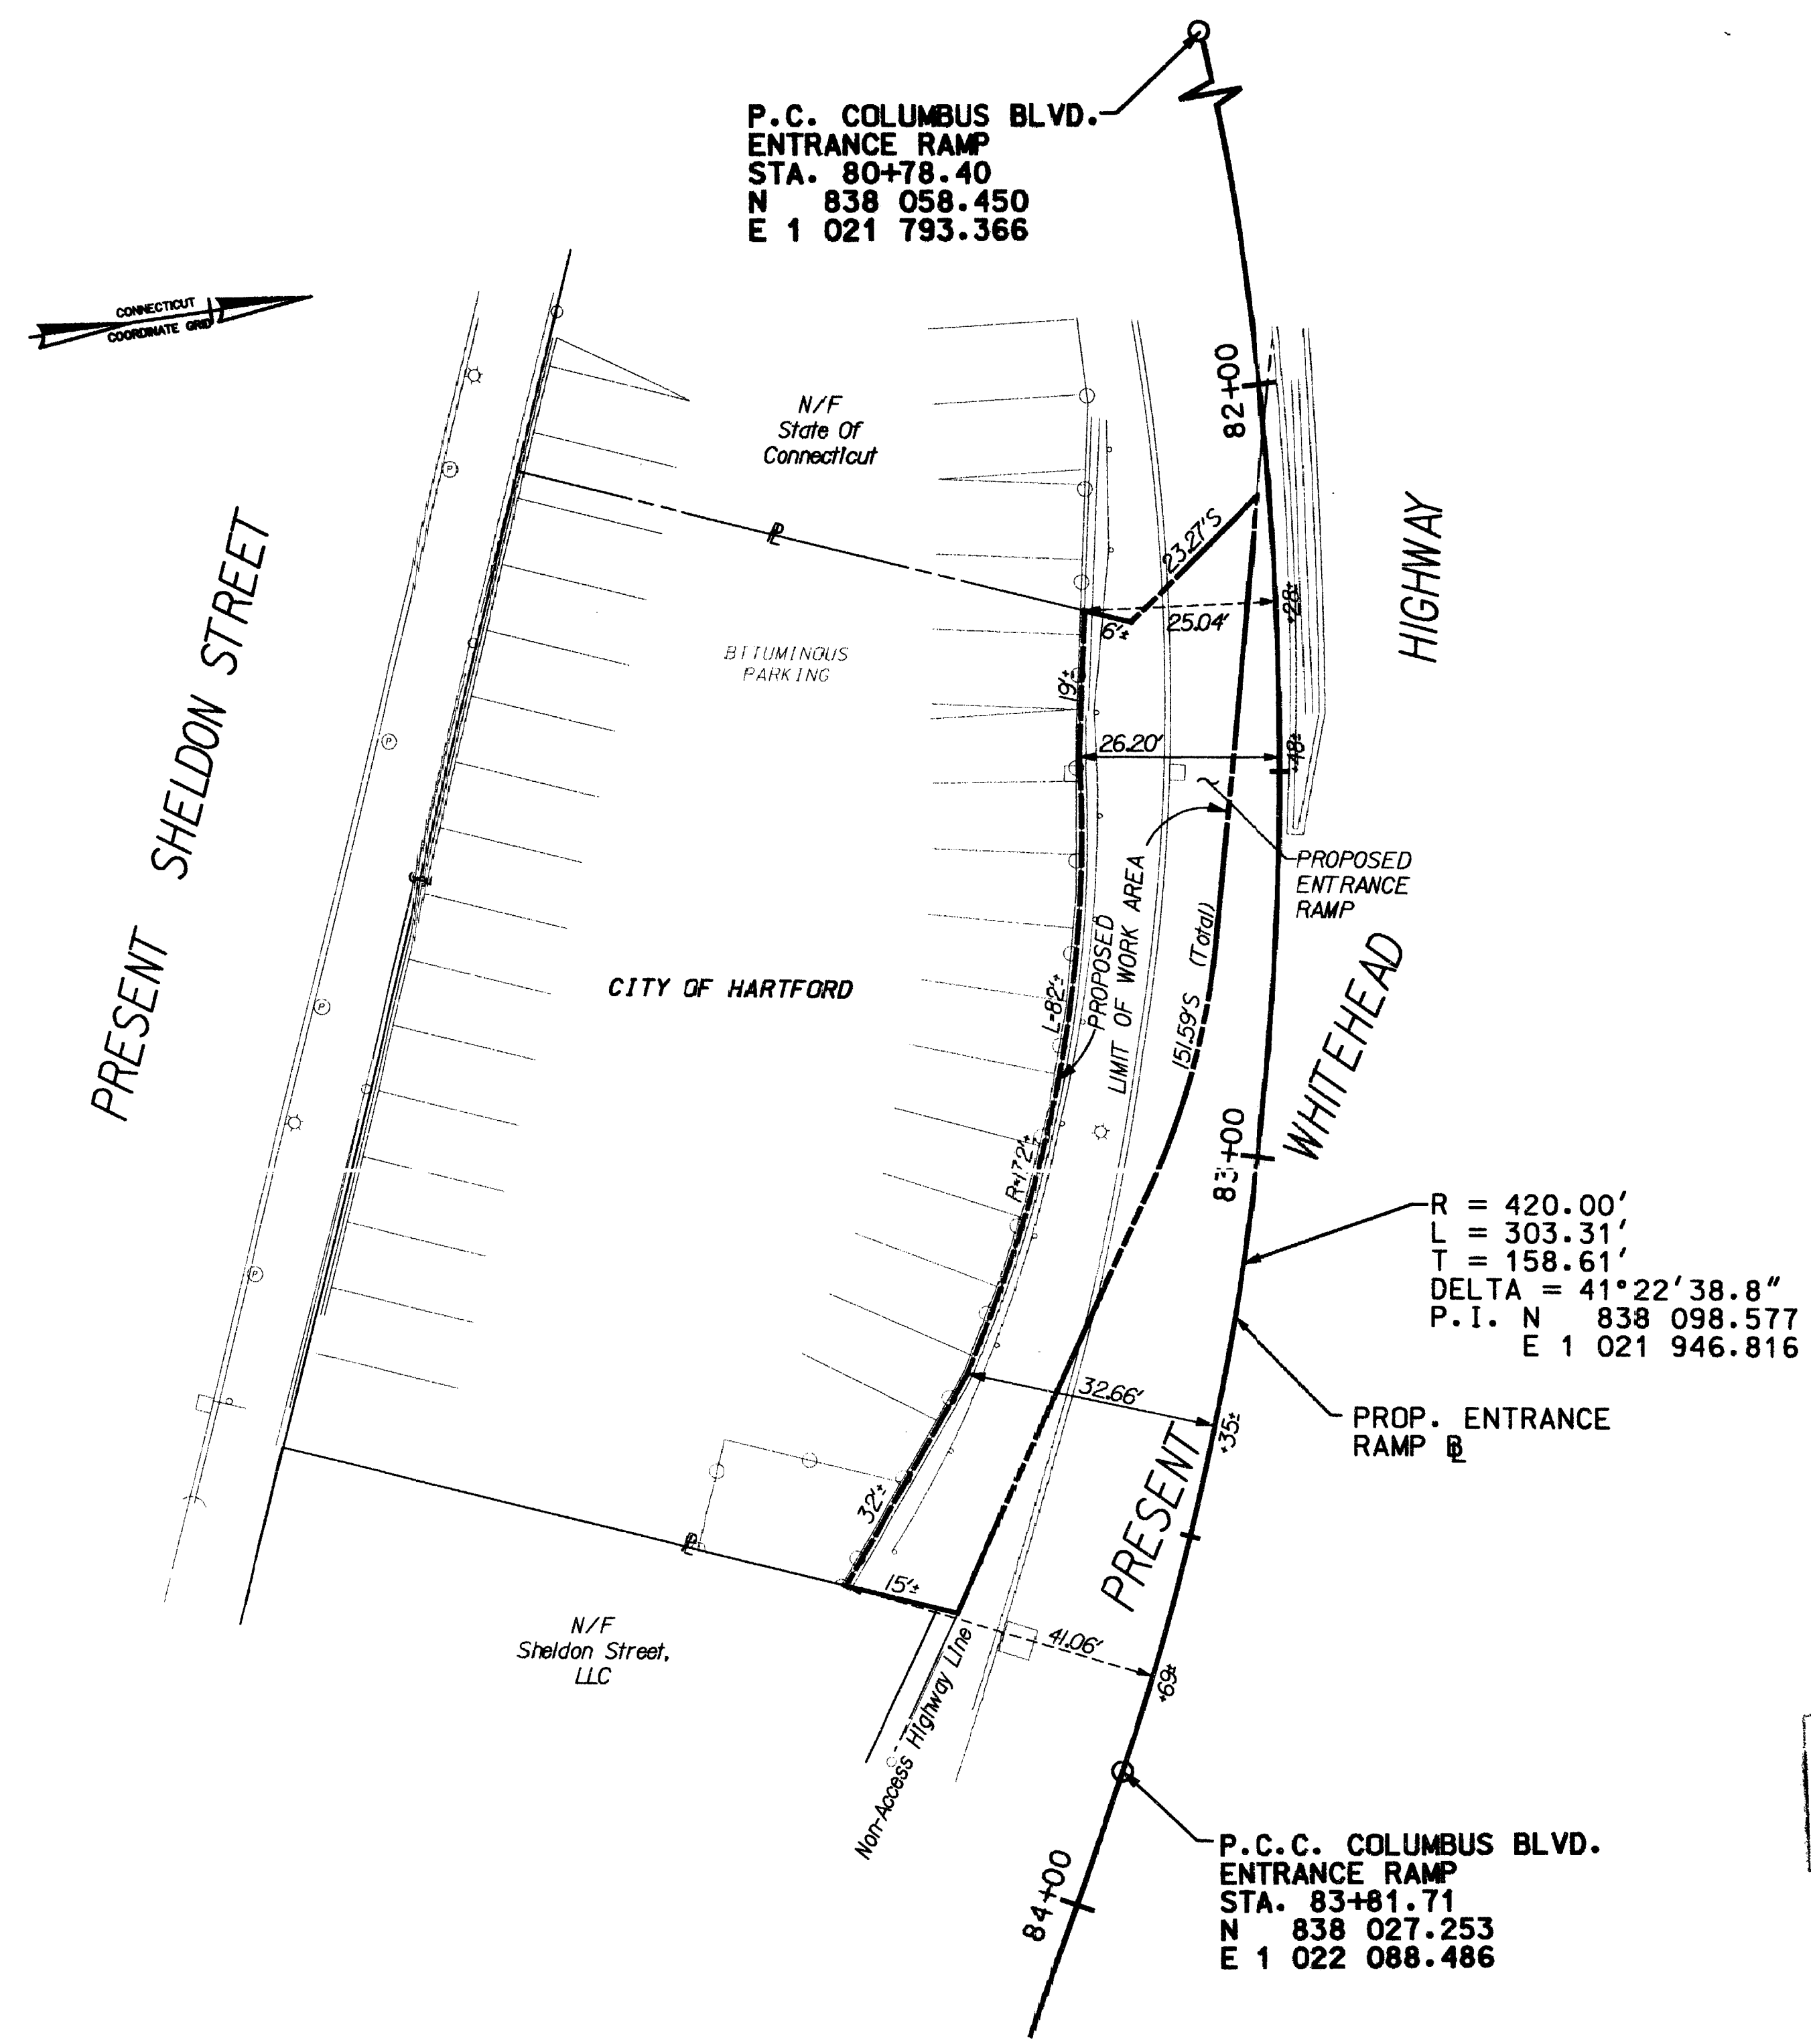 P.C. COLUMBUS BLVD.
ENTRANCE RAMP
STA. 80+78.40
N 838 058.450
E 1 021 793.366
CONNECTICUT
COORDINATE GRID
N/F
State Of
Connecticut
82+00
PRESENT SHELDON STREET
P
P
P
P
P
℄
23.27'S
6'±
25.04'
+28±
HIGHWAY
BITUMINOUS
PARKING
19'±
26.20'
+48±
PROPOSED
ENTRANCE
RAMP
PROPOSED
LIMIT OF WORK AREA
151.59'S (Total)
CITY OF HARTFORD
L=82'±
R=172'±
83+00
WHITEHEAD
R = 420.00'
L = 303.31'
T = 158.61'
DELTA = 41°22'38.8"
P.I. N 838 098.577
E 1 021 946.816
32.66'
+35±
PROP. ENTRANCE
RAMP BL
PRESENT
32'±
15'±
41.06'
+69±
N/F
Sheldon Street,
LLC
Non-Access Highway Line
P.C.C. COLUMBUS BLVD.
ENTRANCE RAMP
STA. 83+81.71
N 838 027.253
E 1 022 088.486
84+00